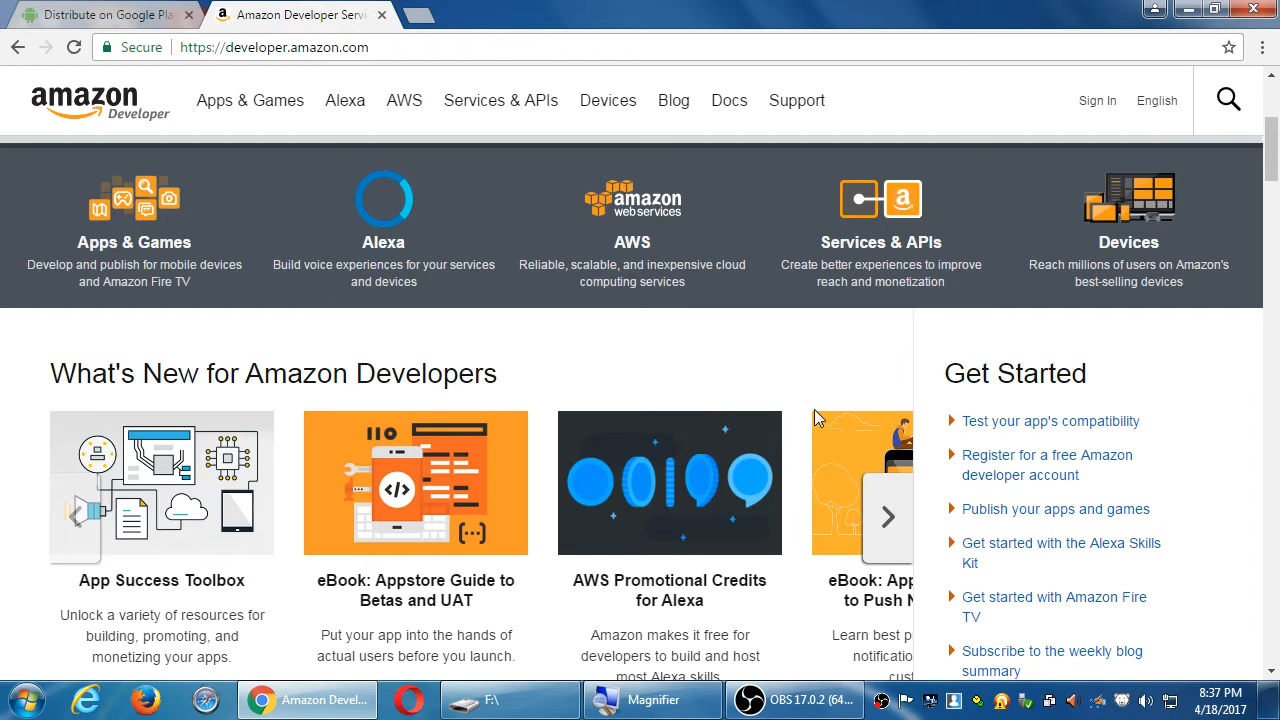 Distribute on Google Pla
Amazon Developer Servi
Secure
https://developer.amazon.com
amazon
Developer
Apps & Games
Alexa
AWS
Services & APIs
Devices
Blog
Docs
Support
Sign In
English
Apps & Games
Develop and publish for mobile devices
and Amazon Fire TV
Alexa
Build voice experiences for your services
and devices
amazon
web services
AWS
Reliable, scalable, and inexpensive cloud
computing services
Services & APIs
Create better experiences to improve
reach and monetization
Devices
Reach millions of users on Amazon's
best-selling devices
What's New for Amazon Developers
App Success Toolbox
Unlock a variety of resources for
building, promoting, and
monetizing your apps.
eBook: Appstore Guide to
Betas and UAT
Put your app into the hands of
actual users before you launch.
AWS Promotional Credits
for Alexa
Amazon makes it free for
developers to build and host
most Alexa skills
eBook: App
to Push N
Learn best p
notificatio
cust
Get Started
Test your app's compatibility
Register for a free Amazon
developer account
Publish your apps and games
Get started with the Alexa Skills
Kit
Get started with Amazon Fire
TV
Subscribe to the weekly blog
summary
Amazon Devel...
F:\
Magnifier
OBS 17.0.2 (64...
8:37 PM
4/18/2017